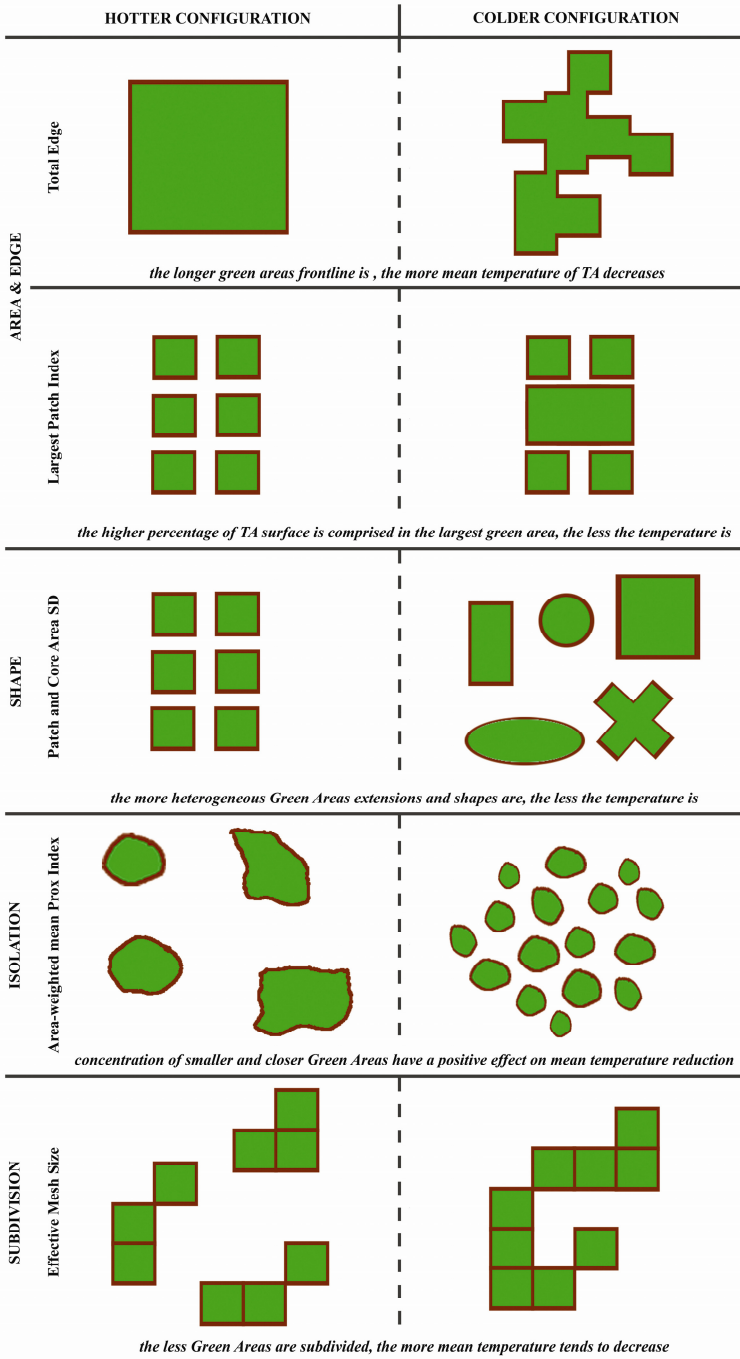 HOTTER CONFIGURATION
COLDER CONFIGURATION
AREA & EDGE
Total Edge
the longer green areas frontline is , the more mean temperature of TA decreases
Largest Patch Index
the higher percentage of TA surface is comprised in the largest green area, the less the temperature is
SHAPE
Patch and Core Area SD
the more heterogeneous Green Areas extensions and shapes are, the less the temperature is
ISOLATION
Area-weighted mean Prox Index
concentration of smaller and closer Green Areas have a positive effect on mean temperature reduction
SUBDIVISION
Effective Mesh Size
the less Green Areas are subdivided, the more mean temperature tends to decrease